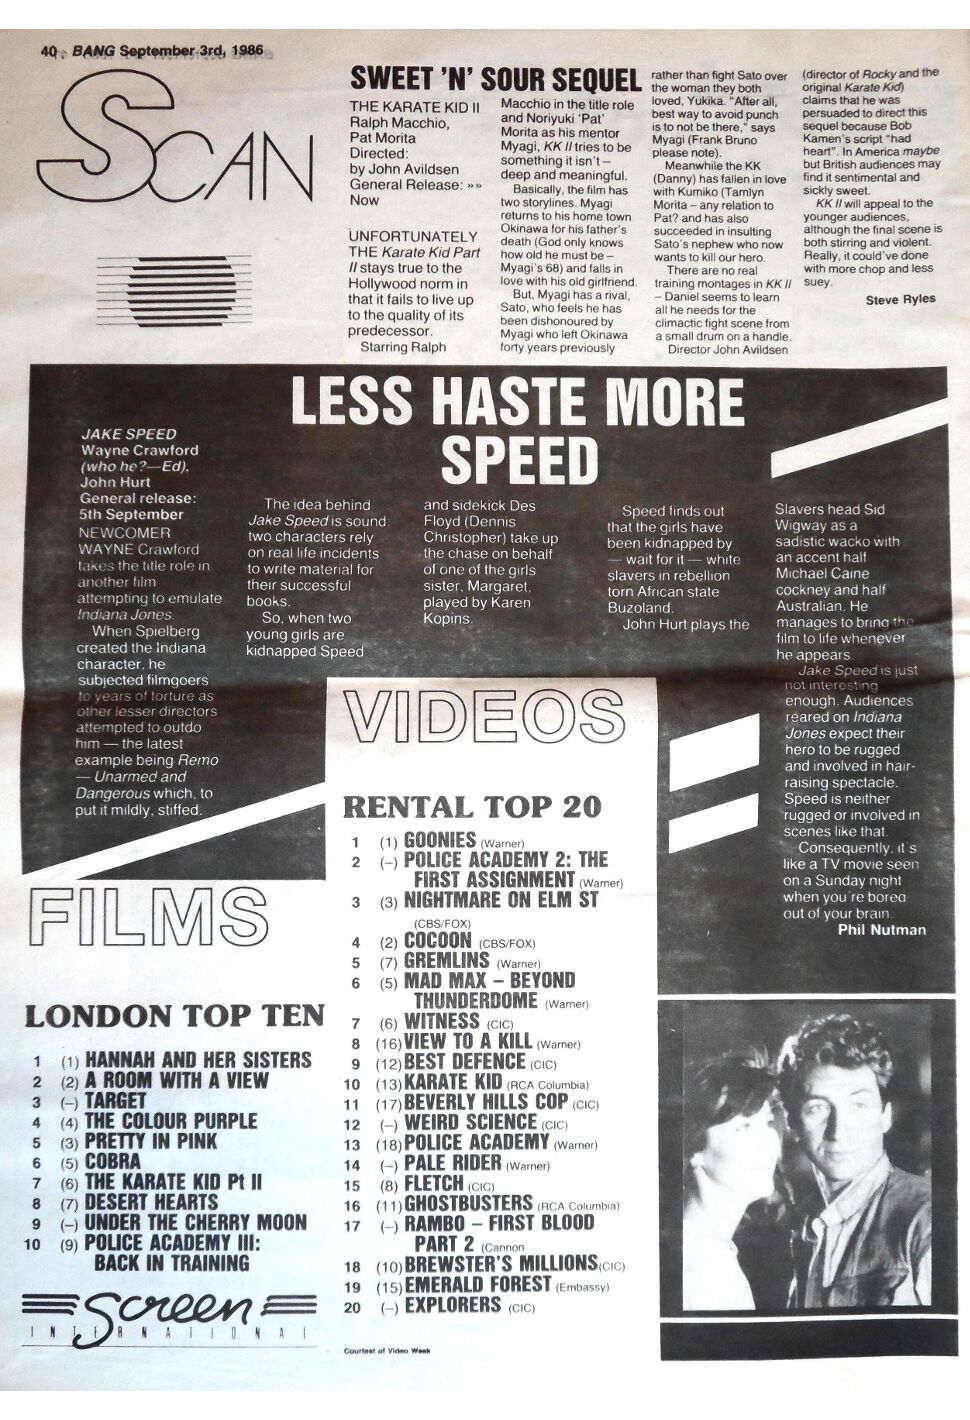 40 BANG September 3rd, 1986
SCAN
SWEET 'N' SOUR SEQUEL
THE KARATE KID II
Ralph Macchio,
Pat Morita
Directed:
by John Avildsen
General Release: »»
Now
UNFORTUNATELY
THE Karate Kid Part
II stays true to the
Hollywood norm in
that it fails to live up
to the quality of its
predecessor.
Starring Ralph
Macchio in the title role
and Noriyuki 'Pat'
Morita as his mentor
Myagi, KK II tries to be
something it isn't –
deep and meaningful.
Basically, the film has
two storylines. Myagi
returns to his home town
Okinawa for his father's
death (God only knows
how old he must be –
Myagi's 68) and falls in
love with his old girlfriend.
But, Myagi has a rival,
Sato, who feels he has
been dishonoured by
Myagi who left Okinawa
forty years previously
rather than fight Sato over
the woman they both
loved, Yukika. "After all,
best way to avoid punch
is to not be there," says
Myagi (Frank Bruno
please note).
Meanwhile the KK
(Danny) has fallen in love
with Kumiko (Tamlyn
Morita – any relation to
Pat? and has also
succeeded in insulting
Sato's nephew who now
wants to kill our hero.
There are no real
training montages in KK II
– Daniel seems to learn
all he needs for the
climactic fight scene from
a small drum on a handle.
Director John Avildsen
(director of Rocky and the
original Karate Kid)
claims that he was
persuaded to direct this
sequel because Bob
Kamen's script "had
heart". In America maybe
but British audiences may
find it sentimental and
sickly sweet.
KK II will appeal to the
younger audiences,
although the final scene is
both stirring and violent.
Really, it could've done
with more chop and less
suey.
Steve Ryles
LESS HASTE MORE
SPEED
JAKE SPEED
Wayne Crawford
(who he?—Ed),
John Hurt
General release:
5th September
NEWCOMER
WAYNE Crawford
takes the title role in
another film
attempting to emulate
Indiana Jones.
When Spielberg
created the Indiana
character, he
subjected filmgoers
to years of torture as
other lesser directors
attempted to outdo
him — the latest
example being Remo
— Unarmed and
Dangerous which, to
put it mildly, stiffed.
The idea behind
Jake Speed is sound:
two characters rely
on real life incidents
to write material for
their successful
books.
So, when two
young girls are
kidnapped Speed
and sidekick Des
Floyd (Dennis
Christopher) take up
the chase on behalf
of one of the girls
sister, Margaret,
played by Karen
Kopins.
Speed finds out
that the girls have
been kidnapped by
— wait for it — white
slavers in rebellion
torn African state
Buzoland.
John Hurt plays the
Slavers head Sid
Wigway as a
sadistic wacko with
an accent half
Michael Caine
cockney and half
Australian. He
manages to bring the
film to life whenever
he appears.
Jake Speed is just
not interesting
enough. Audiences
reared on Indiana
Jones expect their
hero to be rugged
and involved in hair-
raising spectacle.
Speed is neither
rugged or involved in
scenes like that.
Consequently, it's
like a TV movie seen
on a Sunday night
when you're bored
out of your brain.
Phil Nutman
FILMS
LONDON TOP TEN
1 (1) HANNAH AND HER SISTERS
2 (2) A ROOM WITH A VIEW
3 (–) TARGET
4 (4) THE COLOUR PURPLE
5 (3) PRETTY IN PINK
6 (5) COBRA
7 (6) THE KARATE KID Pt II
8 (7) DESERT HEARTS
9 (–) UNDER THE CHERRY MOON
10 (9) POLICE ACADEMY III:
BACK IN TRAINING
Screen
INTERNATIONAL
VIDEOS
RENTAL TOP 20
1 (1) GOONIES (Warner)
2 (–) POLICE ACADEMY 2: THE
FIRST ASSIGNMENT (Warner)
3 (3) NIGHTMARE ON ELM ST
(CBS/FOX)
4 (2) COCOON (CBS/FOX)
5 (7) GREMLINS (Warner)
6 (5) MAD MAX – BEYOND
THUNDERDOME (Warner)
7 (6) WITNESS (CIC)
8 (16) VIEW TO A KILL (Warner)
9 (12) BEST DEFENCE (CIC)
10 (13) KARATE KID (RCA Columbia)
11 (17) BEVERLY HILLS COP (CIC)
12 (–) WEIRD SCIENCE (CIC)
13 (18) POLICE ACADEMY (Warner)
14 (–) PALE RIDER (Warner)
15 (8) FLETCH (CIC)
16 (11) GHOSTBUSTERS (RCA Columbia)
17 (–) RAMBO – FIRST BLOOD
PART 2 (Cannon
18 (10) BREWSTER'S MILLIONS (CIC)
19 (15) EMERALD FOREST (Embassy)
20 (–) EXPLORERS (CIC)
Courtest of Video Week